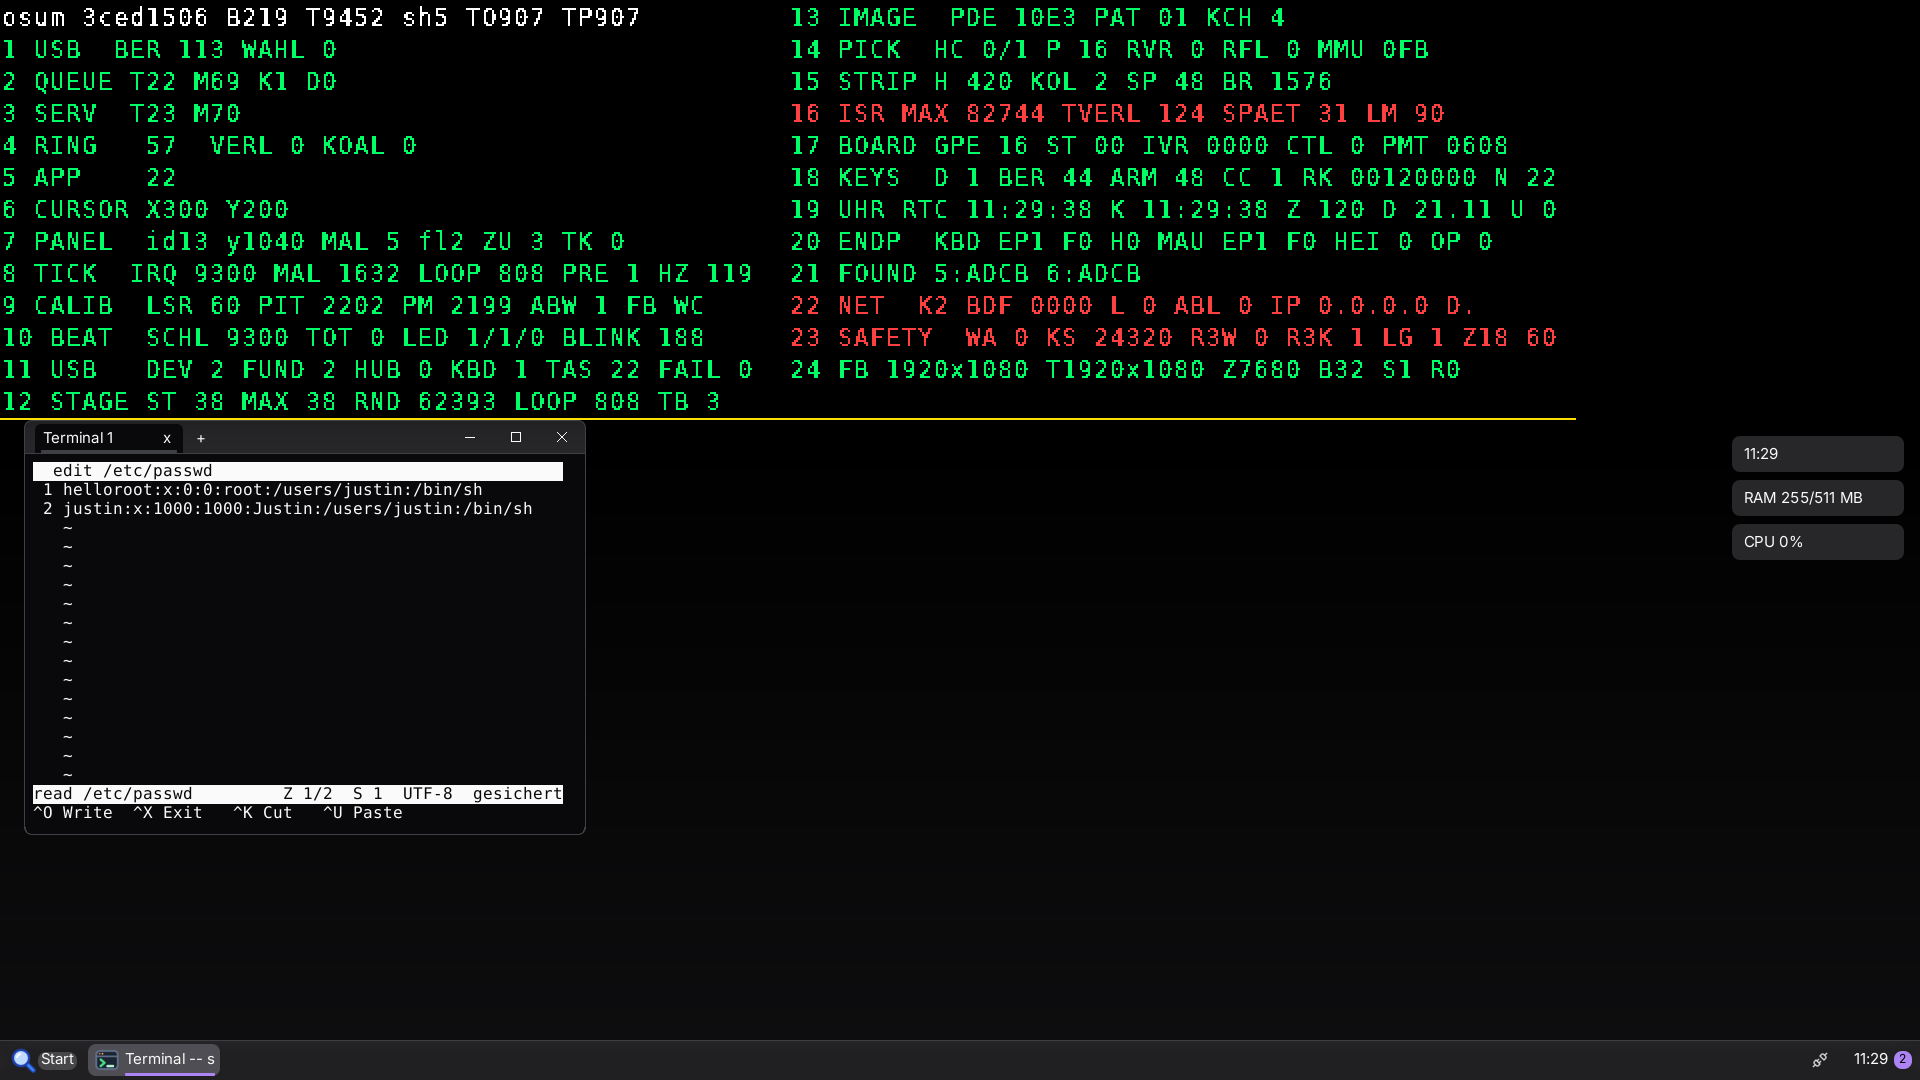 osum 3ced1506 B219 T9452 sh5 TO907 TP907
1 USB BER 113 WAHL 0
2 QUEUE T22 M69 K1 D0
3 SERV T23 M70
4 RING 57 VERL 0 KOAL 0
5 APP 22
6 CURSOR X300 Y200
7 PANEL id13 y1040 MAL 5 fl2 ZU 3 TK 0
8 TICK IRQ 9300 MAL 1632 LOOP 808 PRE 1 HZ 119
9 CALIB LSR 60 PIT 2202 PM 2199 ABW 1 FB WC
10 BEAT SCHL 9300 TOT 0 LED 1/1/0 BLINK 188
11 USB DEV 2 FUND 2 HUB 0 KBD 1 TAS 22 FAIL 0
12 STAGE ST 38 MAX 38 RND 62393 LOOP 808 TB 3
13 IMAGE PDE 10E3 PAT 01 KCH 4
14 PICK HC 0/1 P 16 RVR 0 RFL 0 MMU 0FB
15 STRIP H 420 KOL 2 SP 48 BR 1576
16 ISR MAX 82744 TVERL 124 SPAET 31 LM 90
17 BOARD GPE 16 ST 00 IVR 0000 CTL 0 PMT 0608
18 KEYS D 1 BER 44 ARM 48 CC 1 RK 00120000 N 22
19 UHR RTC 11:29:38 K 11:29:38 Z 120 D 21.11 U 0
20 ENDP KBD EP1 F0 H0 MAU EP1 F0 HEI 0 OP 0
21 FOUND 5:ADCB 6:ADCB
22 NET K2 BDF 0000 L 0 ABL 0 IP 0.0.0.0 D.
23 SAFETY WA 0 KS 24320 R3W 0 R3K 1 LG 1 Z18 60
24 FB 1920x1080 T1920x1080 Z7680 B32 S1 R0
Terminal 1 x +
edit /etc/passwd
1 helloroot:x:0:0:root:/users/justin:/bin/sh
2 justin:x:1000:1000:Justin:/users/justin:/bin/sh
~
~
~
~
~
~
~
~
~
~
~
~
~
~
read /etc/passwd Z 1/2 S 1 UTF-8 gesichert
^O Write ^X Exit ^K Cut ^U Paste
11:29
RAM 255/511 MB
CPU 0%
Start
Terminal -- s
11:29 2